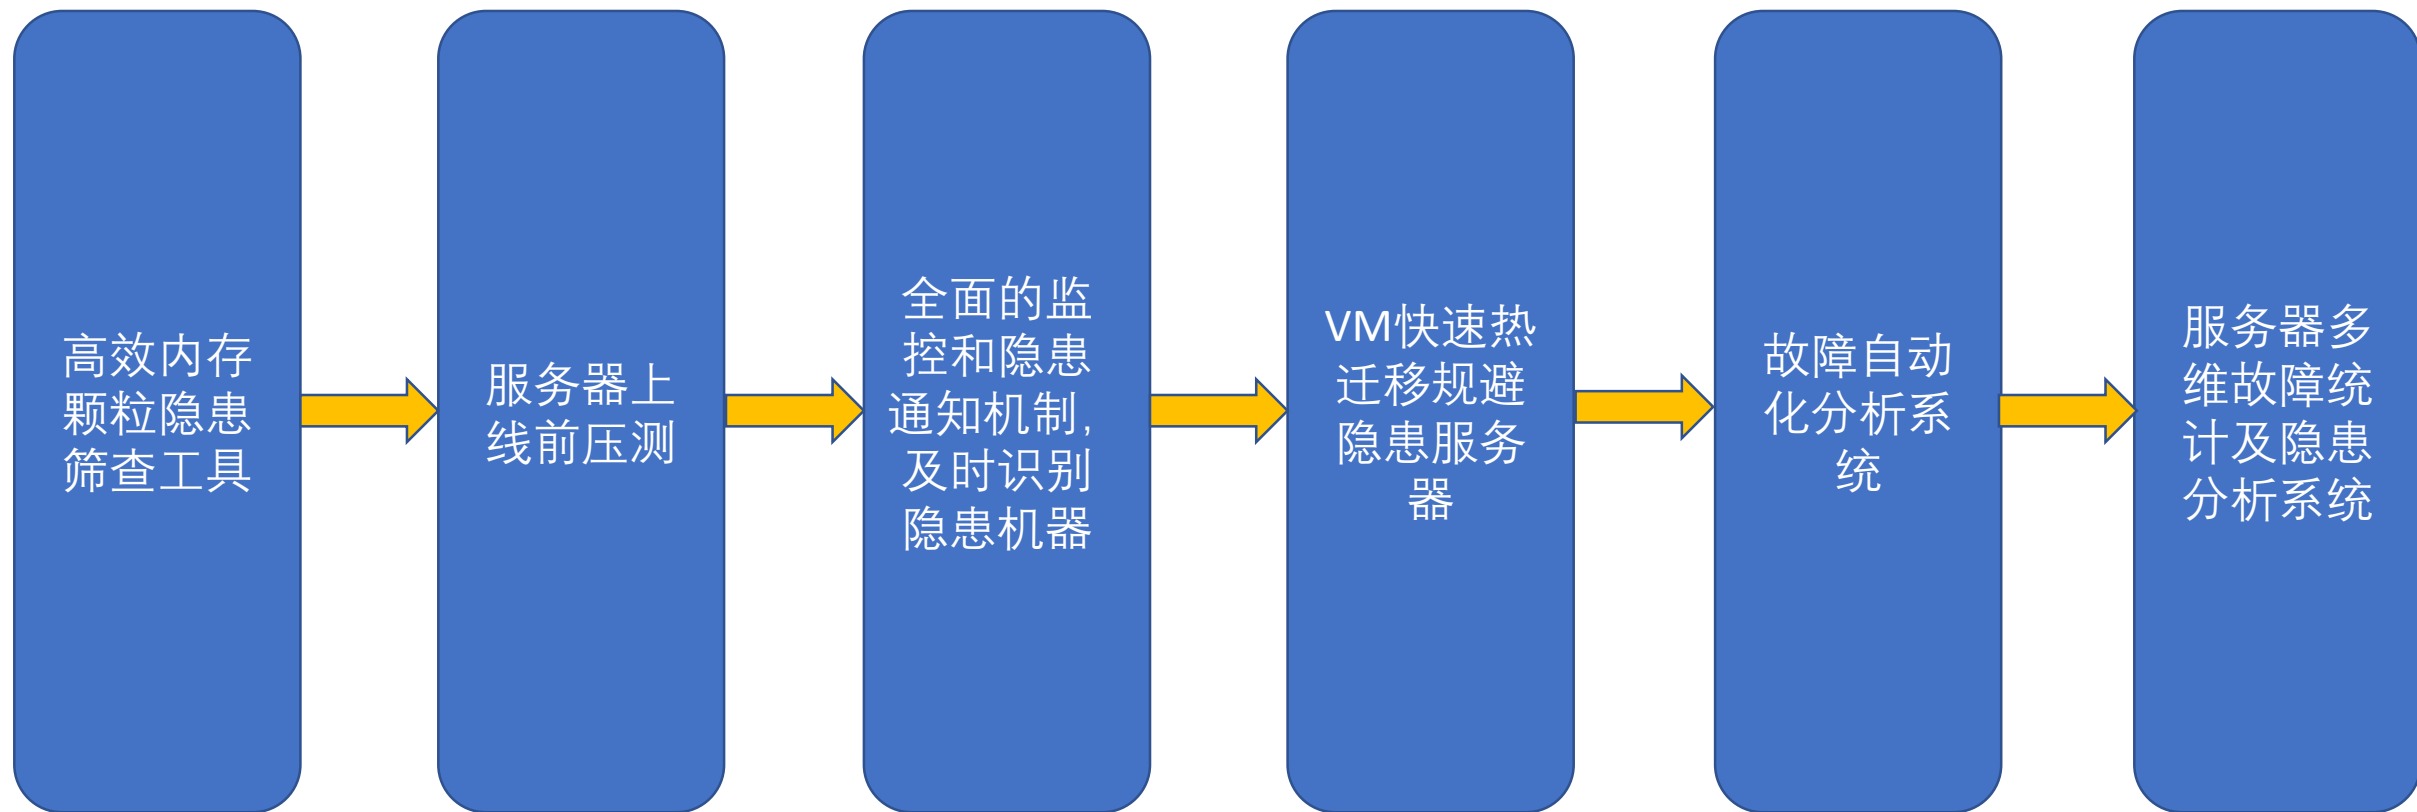 高效内存
颗粒隐患
筛查工具
服务器上
线前压测
全面的监
控和隐患
通知机制,
及时识别
隐患机器
VM快速热
迁移规避
隐患服务
器
故障自动
化分析系
统
服务器多
维故障统
计及隐患
分析系统